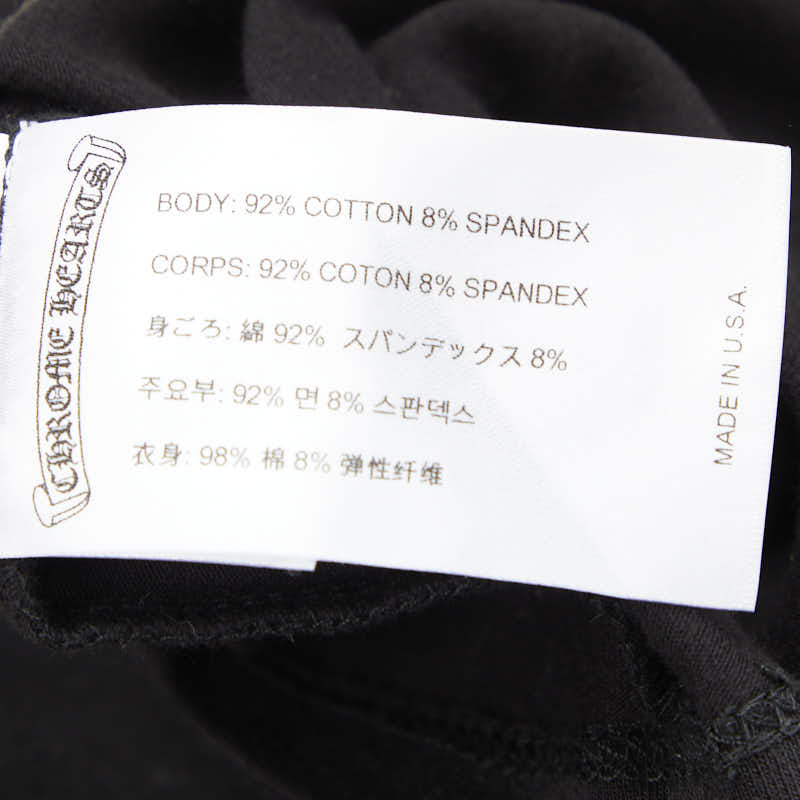 CHROME HEARTS
BODY: 92% COTTON 8% SPANDEX
CORPS: 92% COTON 8% SPANDEX
身ごろ: 綿 92% スパンデックス 8%
주요부: 92% 면 8% 스판덱스
衣身: 98% 棉 8% 弹性纤维
MADE IN U.S.A.